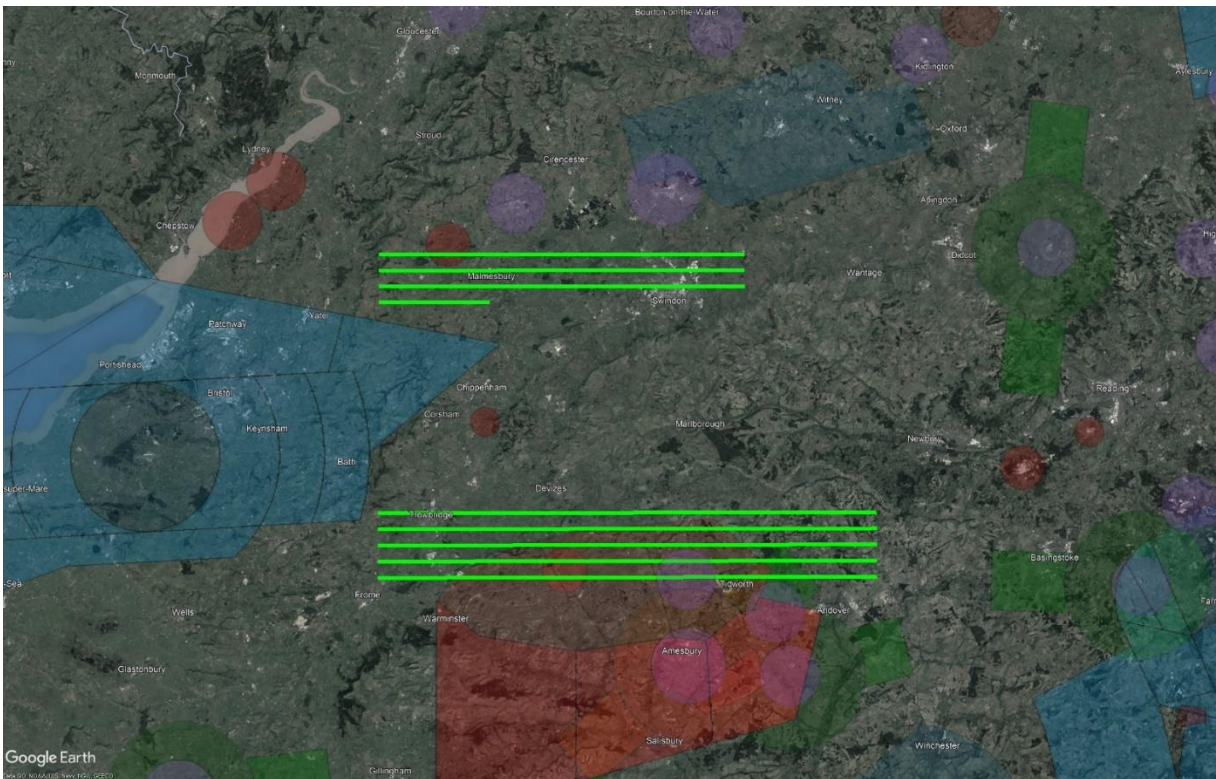 Bourton-on-the-Water
Gloucester
Kidlington
Monmouth
Aylesbury
Witney
Oxford
Stroud
Lydney
Cirencester
Abingdon
Chepstow
Didcot
Wantage
Malmesbury
Swindon
Yate
Patchway
Portishead
Chippenham
Reading
Bristol
Corsham
Marlborough
Keynsham
Newbury
Bath
Devizes
super-Mare
Trowbridge
Basingstoke
Tidworth
Frome
Andover
Wells
Warminster
Amesbury
Glastonbury
Salisbury
Winchester
Google Earth
Gillingham